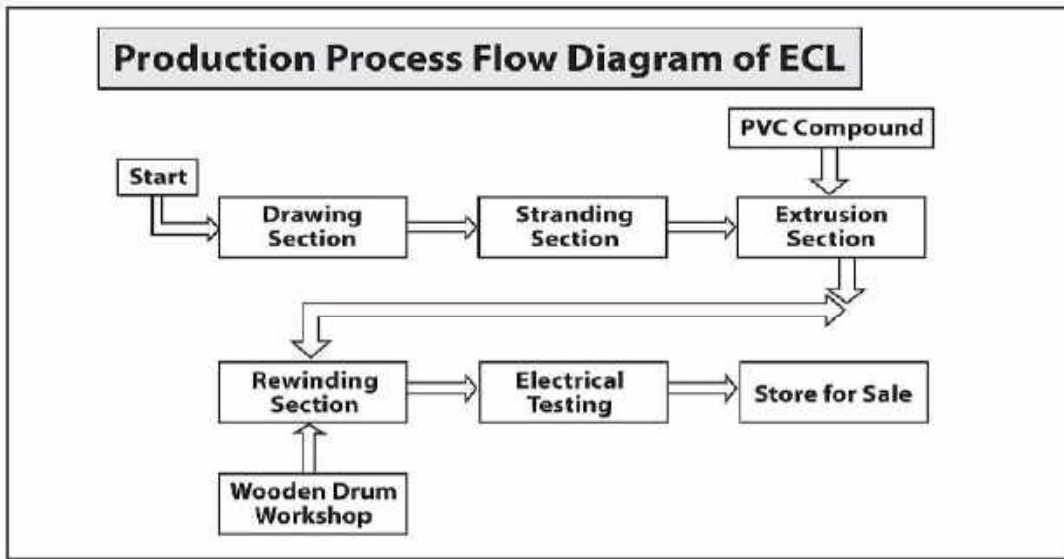 Production Process Flow Diagram of ECL
PVC Compound
Start
Drawing
Section
Stranding
Section
Extrusion
Section
Rewinding
Section
Electrical
Testing
Store for Sale
Wooden Drum
Workshop